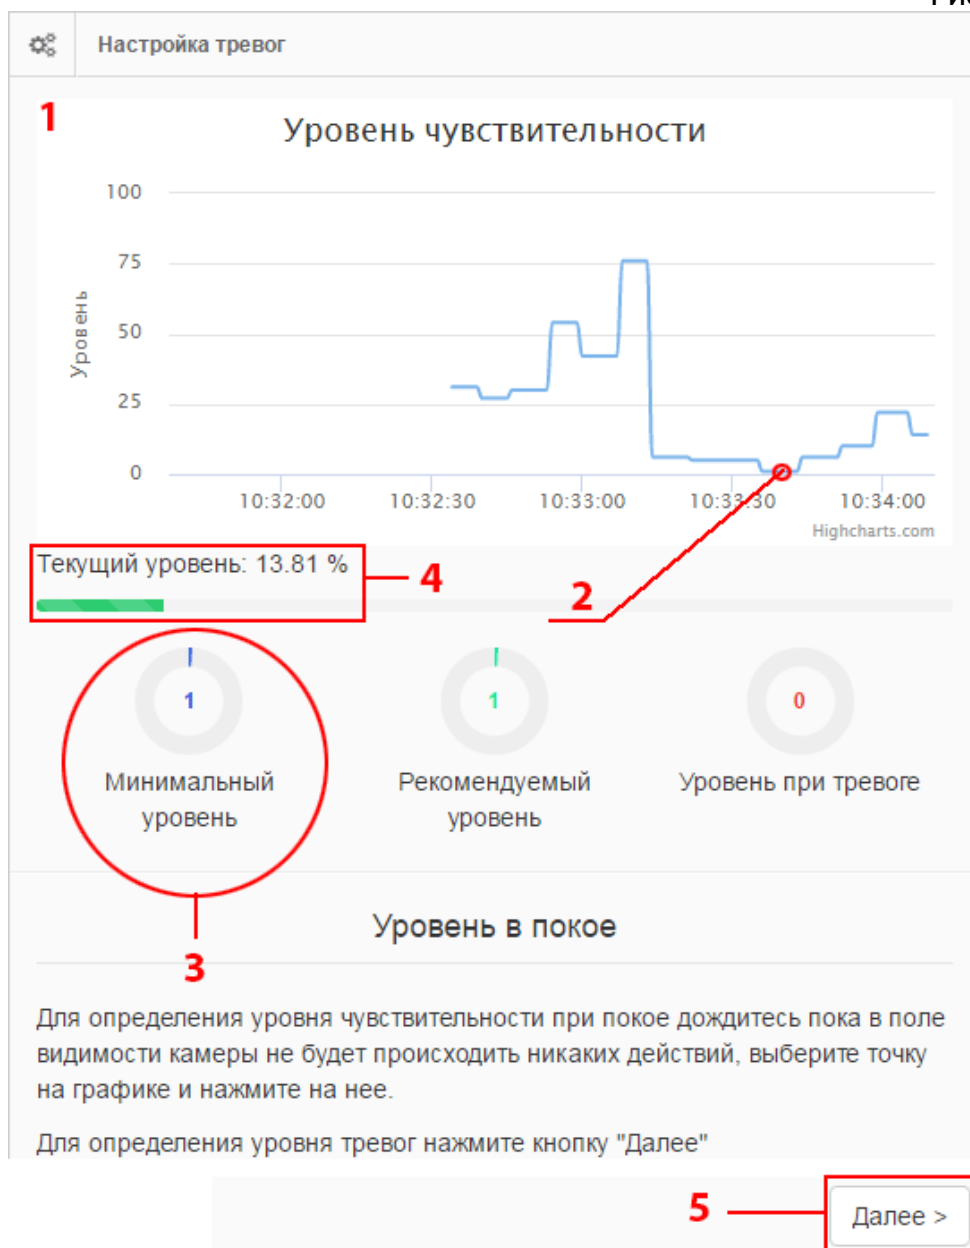 Настройка тревог
1
Уровень чувствительности
100
75
50
25
0
Уровень
10:32:00 10:32:30 10:33:00 10:33:30 10:34:00
Highcharts.com
Текущий уровень: 13.81 %
4
2
1 1 0
Минимальный уровень
Рекомендуемый уровень
Уровень при тревоге
3
Уровень в покое
Для определения уровня чувствительности при покое дождитесь пока в поле
видимости камеры не будет происходить никаких действий, выберите точку
на графике и нажмите на нее.
Для определения уровня тревог нажмите кнопку "Далее"
5
Далее >